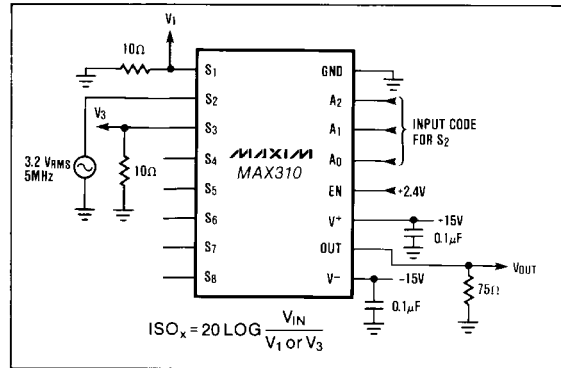 V₁
10Ω
S₁
S₂
V₃
S₃
S₄
3.2 VRMS
5MHz
10Ω
S₅
S₆
S₇
S₈
MAXIM
MAX310
GND
A₂
A₁
A₀
INPUT CODE
FOR S₂
EN
+2.4V
V⁺
+15V
0.1μF
OUT
VOUT
V⁻
-15V
0.1μF
75Ω
ISOₓ = 20 LOG VIN
V₁ or V₃